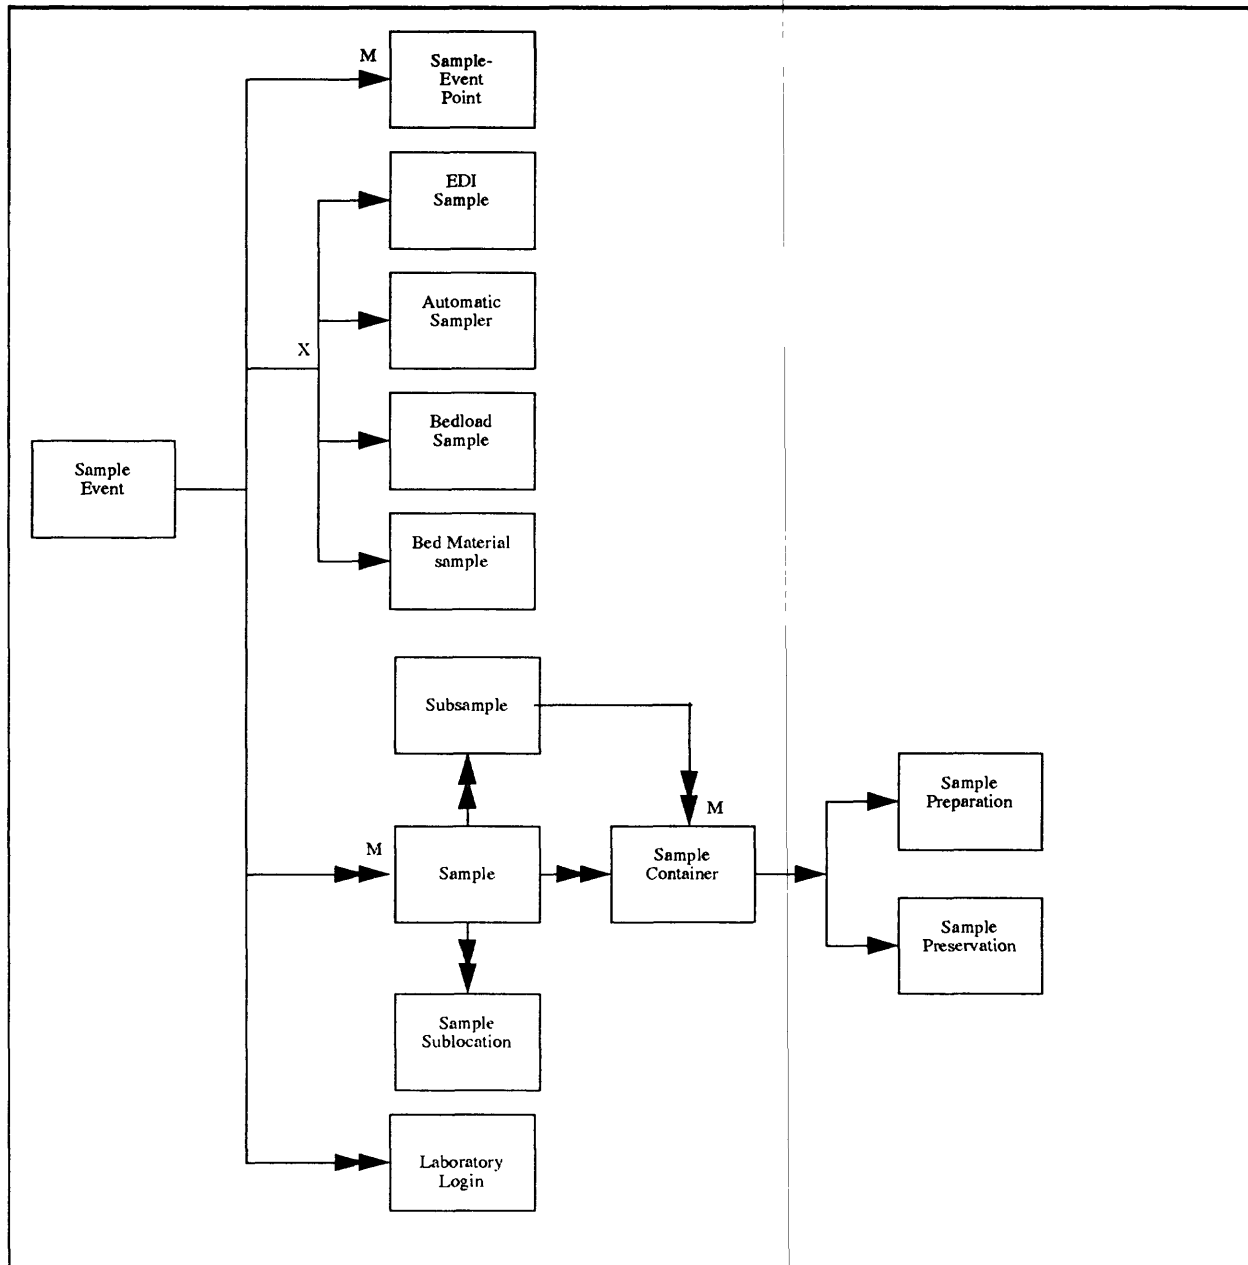 M
Sample-
Event
Point
EDI
Sample
Automatic
Sampler
X
Bedload
Sample
Sample
Event
Bed Material
sample
Subsample
Sample
Preparation
M
M
Sample
Sample
Container
Sample
Preservation
Sample
Sublocation
Laboratory
Login